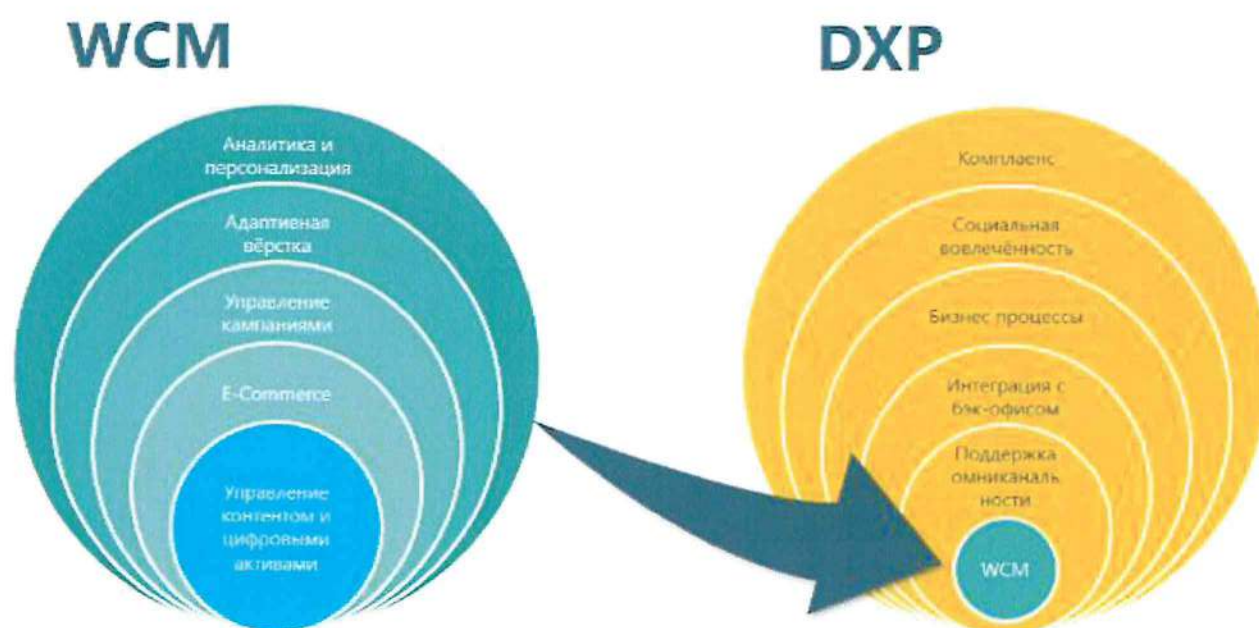 WCM
Аналитика и
персонализация
Адаптивная
вёрстка
Управление
кампаниями
E-Commerce
Управление
контентом и
цифровыми
активами
DXP
Комплаенс
Социальная
вовлечённость
Бизнес процессы
Интеграция с
бэк-офисом
Поддержка
омниканаль
ности
WCM